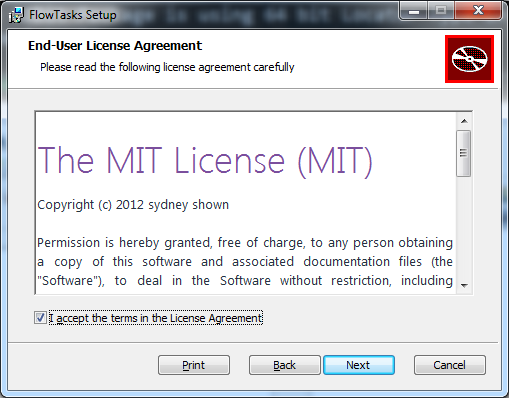 FlowTasks Setup
End-User License Agreement
Please read the following license agreement carefully
The MIT License (MIT)
Copyright (c) 2012 sydney shown
Permission is hereby granted, free of charge, to any person obtaining
a copy of this software and associated documentation files (the
"Software"), to deal in the Software without restriction, including
I accept the terms in the License Agreement
Print Back Next Cancel